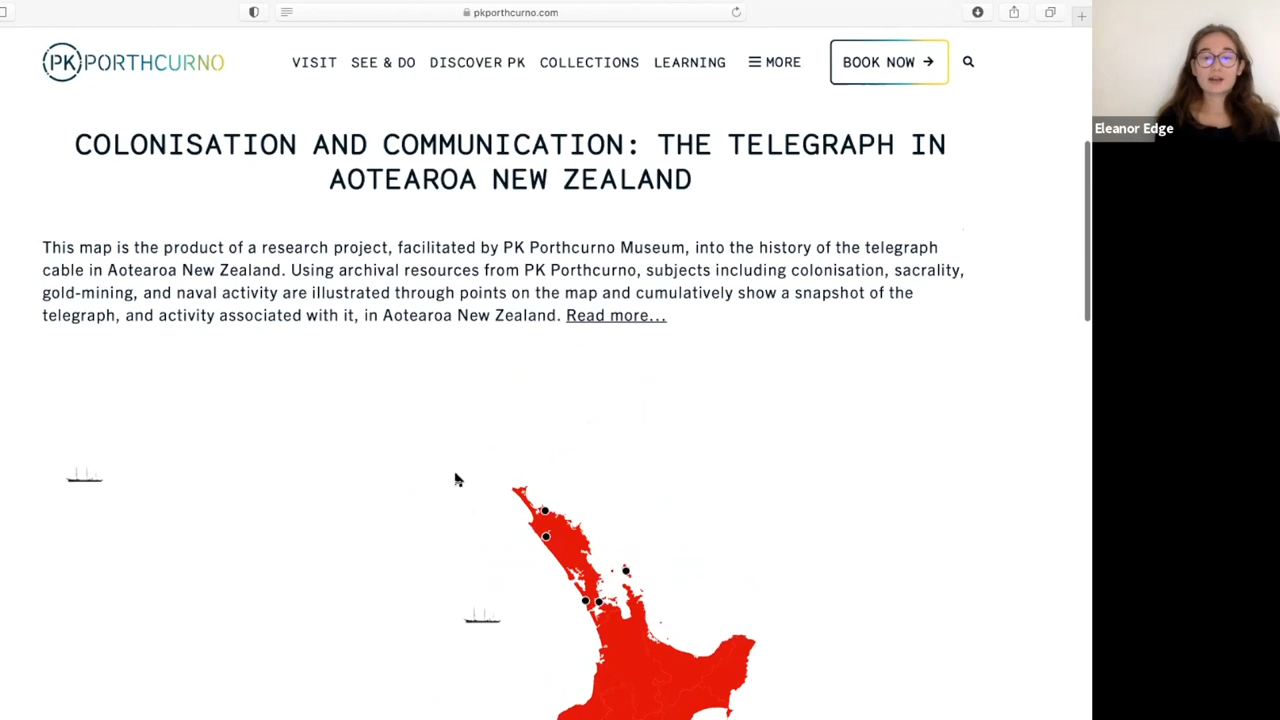 pkporthcurno.com
PK PORTHCURNO
VISIT SEE & DO DISCOVER PK COLLECTIONS LEARNING MORE BOOK NOW
Eleanor Edge
COLONISATION AND COMMUNICATION: THE TELEGRAPH IN
AOTEAROA NEW ZEALAND
This map is the product of a research project, facilitated by PK Porthcurno Museum, into the history of the telegraph
cable in Aotearoa New Zealand. Using archival resources from PK Porthcurno, subjects including colonisation, sacrality,
gold-mining, and naval activity are illustrated through points on the map and cumulatively show a snapshot of the
telegraph, and activity associated with it, in Aotearoa New Zealand. Read more...